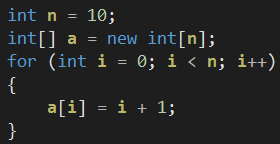 int n = 10;
int[] a = new int[n];
for (int i = 0; i < n; i++)
{
    a[i] = i + 1;
}